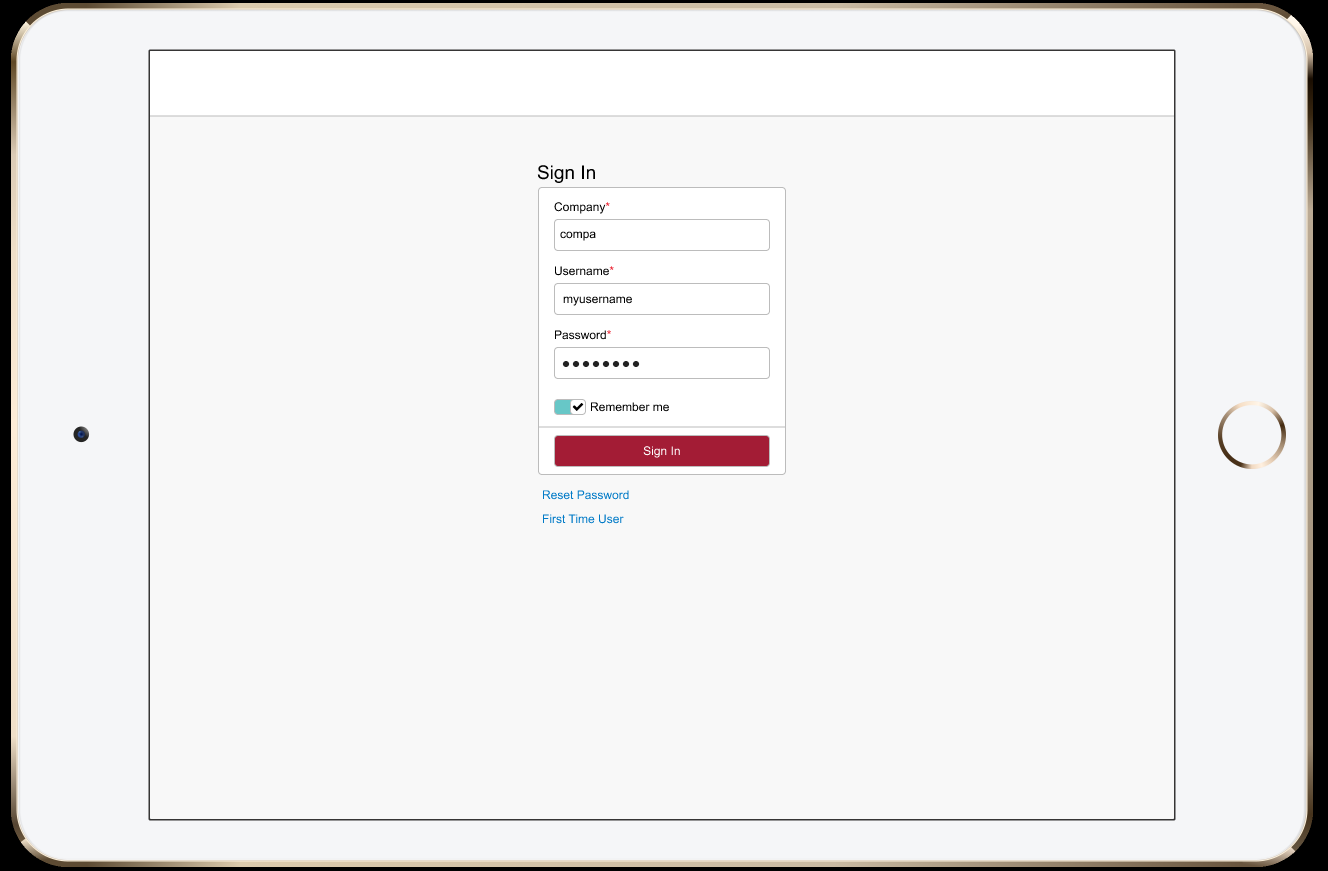 Sign In
Company*
compa
Username*
myusername
Password*
●●●●●●●●
Remember me
Sign In
Reset Password
First Time User